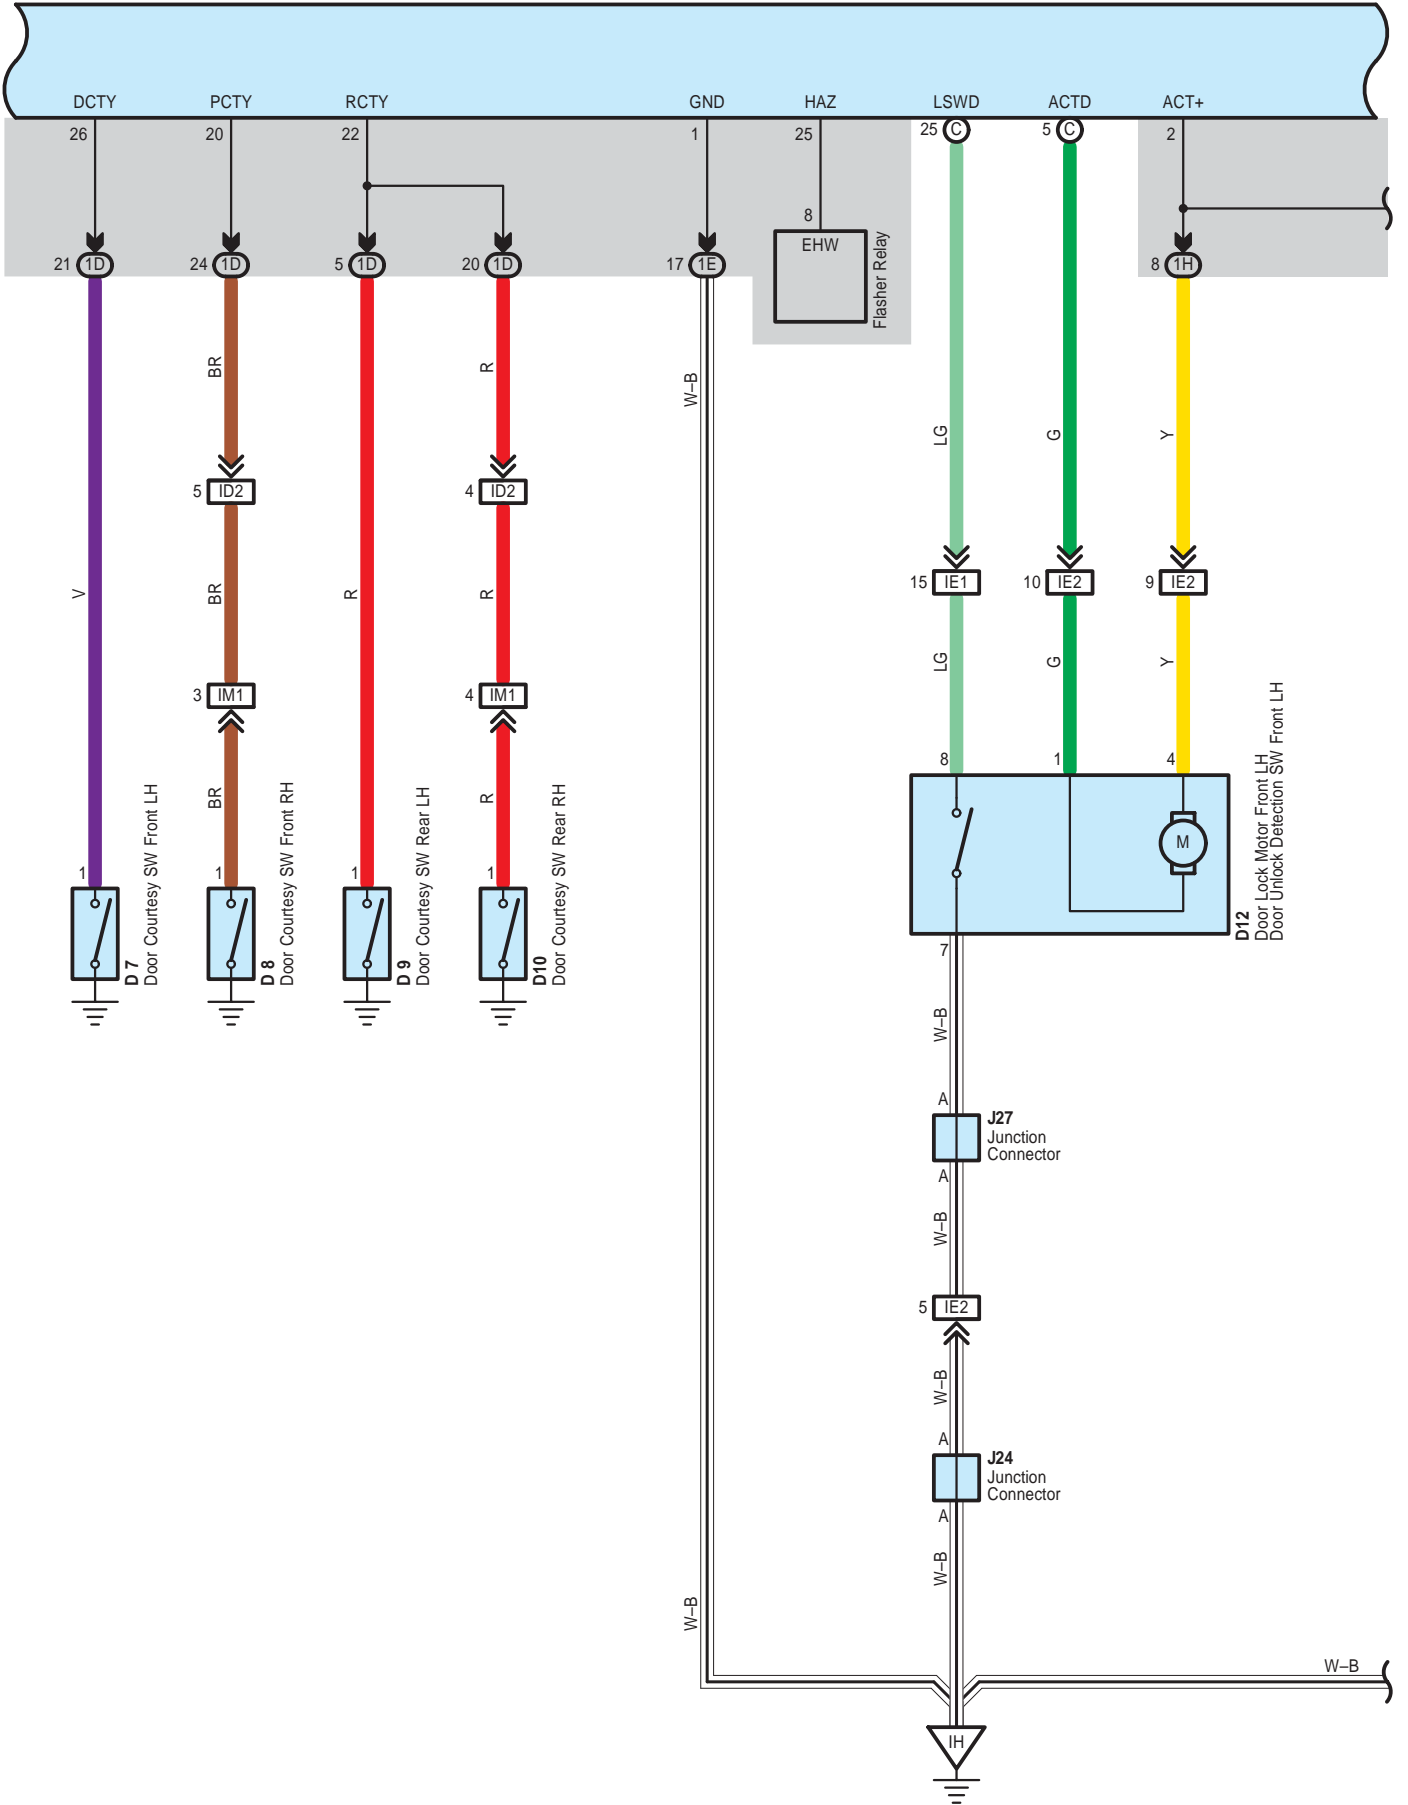 DCTY PCTY RCTY GND HAZ LSWD ACTD ACT+
26 20 22 1 25 25 C 5 C 2
8
EHW
Flasher Relay
21 1D 24 1D 5 1D 20 1D 17 1E 8 1H
BR R W–B
LG G Y
5 ID2 4 ID2
15 IE1 10 IE2 9 IE2
V BR R R
LG G Y
3 IM1 4 IM1
8 1 4
BR R
M
1 1 1 1
D 7
Door Courtesy SW Front LH
D 8
Door Courtesy SW Front RH
D 9
Door Courtesy SW Rear LH
D10
Door Courtesy SW Rear RH
D12
Door Lock Motor Front LH
Door Unlock Detection SW Front LH
7
W–B
A
J27
Junction
Connector
A
W–B
5 IE2
W–B
A
J24
Junction
Connector
A
W–B
W–B
W–B
IH